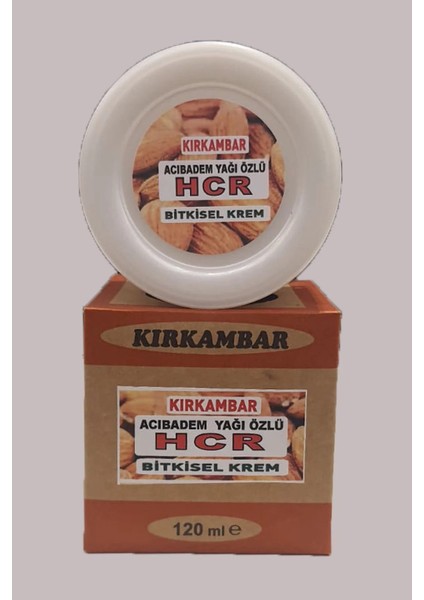 KIRKAMBAR
ACIBADEM YAĞI ÖZLÜ
HCR
BİTKİSEL KREM
KIRKAMBAR
KIRKAMBAR
ACIBADEM YAĞI ÖZLÜ
HCR
BİTKİSEL KREM
120 ml ℮